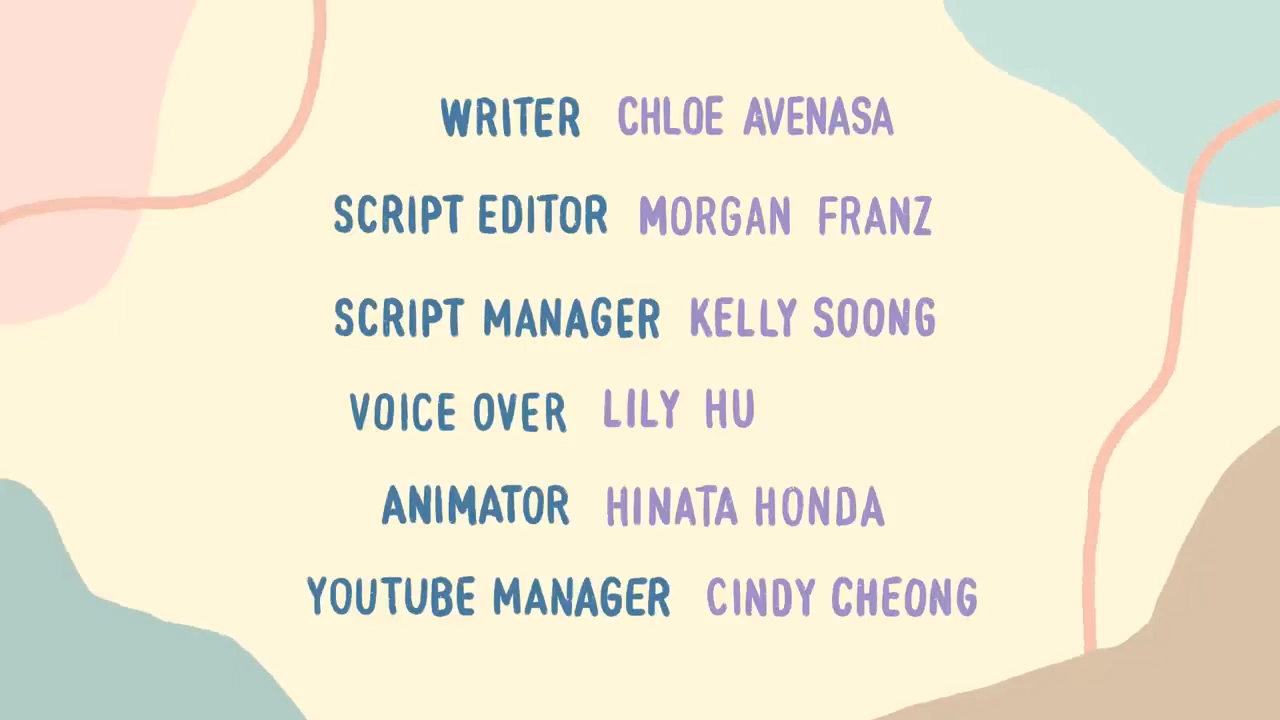 WRITER CHLOE AVENASA
SCRIPT EDITOR MORGAN FRANZ
SCRIPT MANAGER KELLY SOONG
VOICE OVER LILY HU
ANIMATOR HINATA HONDA
YOUTUBE MANAGER CINDY CHEONG